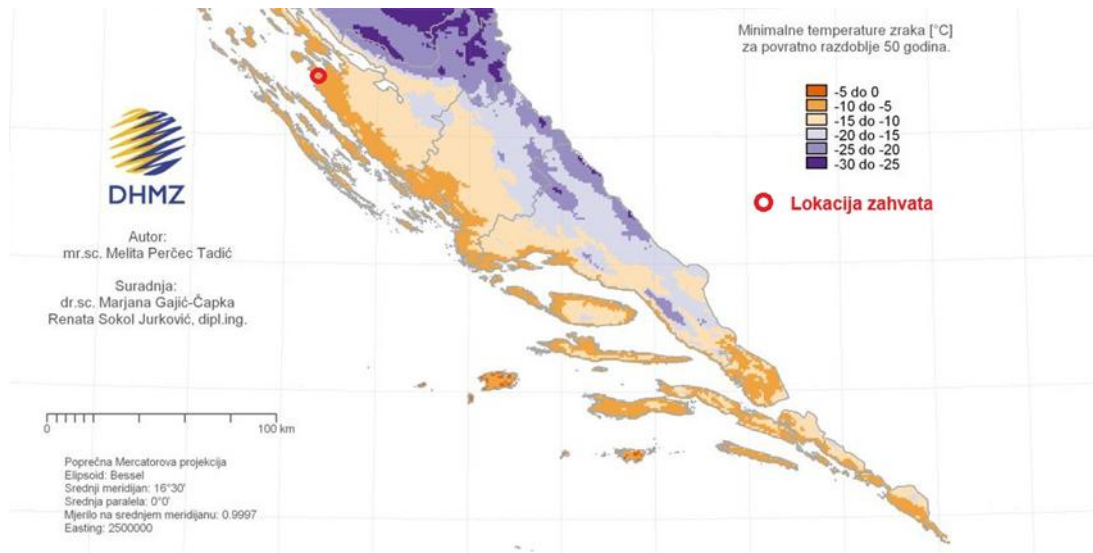 Minimalne temperature zraka [°C]
za povratno razdoblje 50 godina.
-5 do 0
-10 do -5
-15 do -10
-20 do -15
-25 do -20
-30 do -25
Lokacija zahvata
DHMZ
Autor:
mr.sc. Melita Perčec Tadić
Suradnja:
dr.sc. Marjana Gajić-Čapka
Renata Sokol Jurković, dipl.ing.
0 100 km
Poprečna Mercatorova projekcija
Elipsoid: Bessel
Srednji meridijan: 16°30'
Srednja paralela: 0°0'
Mjerilo na srednjem meridijanu: 0.9997
Easting: 2500000